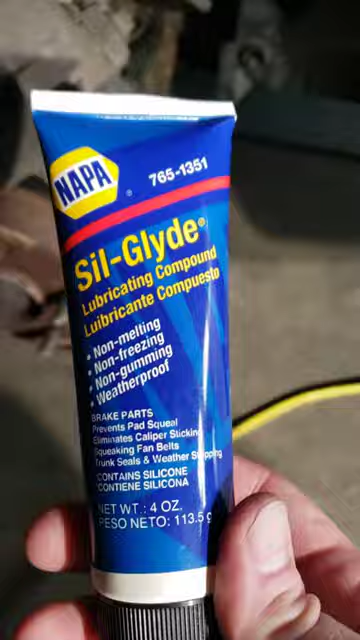 NAPA
®
765-1351
Sil-Glyde®
Lubricating Compound
Luibricante Compuesto
• Non-melting
• Non-freezing
• Non-gumming
• Weatherproof
BRAKE PARTS
Prevents Pad Squeal
Eliminates Caliper Sticking
Squeaking Fan Belts
Trunk Seals & Weather Stripping
CONTAINS SILICONE
CONTIENE SILICONA
NET WT.: 4 OZ.
PESO NETO: 113.5 g